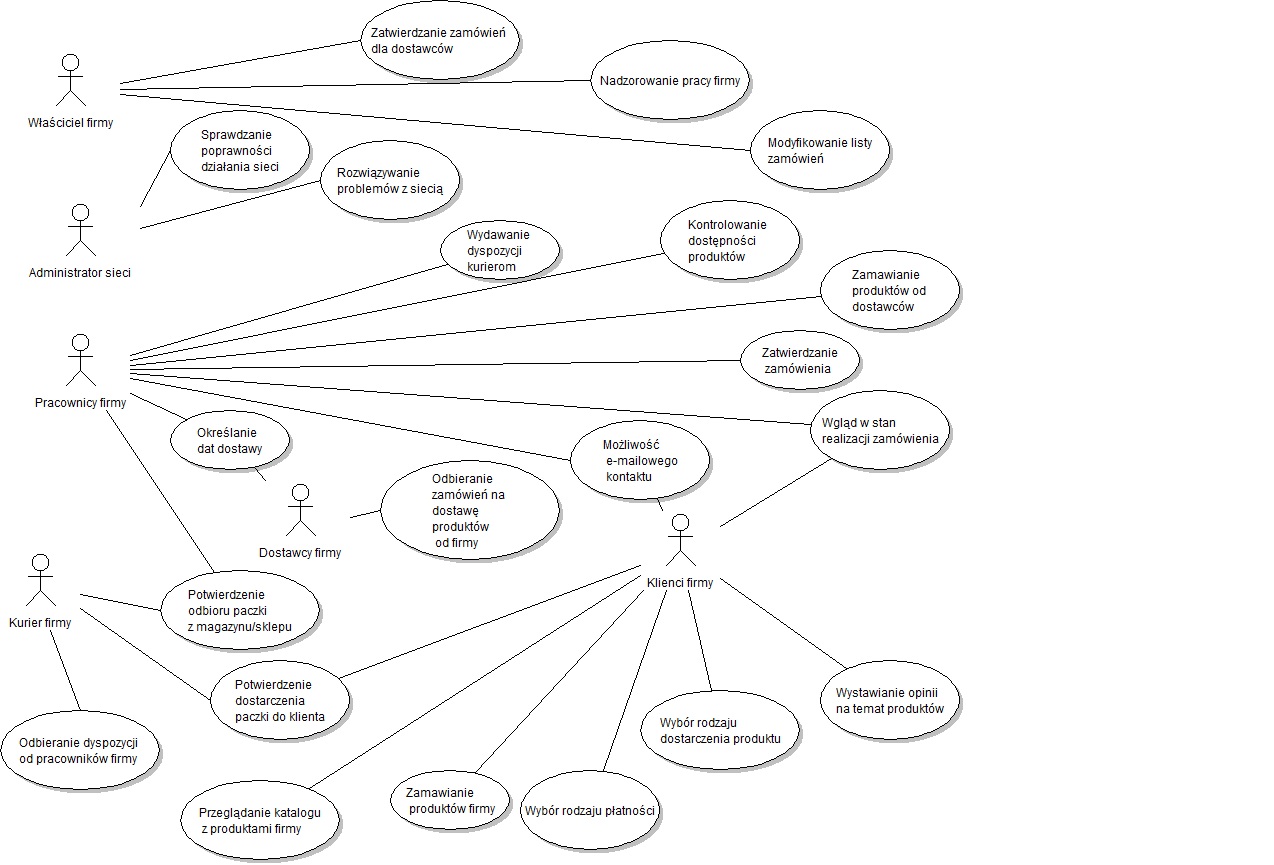 Zatwierdzanie zamówień
dla dostawców
Nadzorowanie pracy firmy
Właściciel firmy
Sprawdzanie
poprawności
działania sieci
Modyfikowanie listy
zamówień
Rozwiązywanie
problemów z siecią
Administrator sieci
Wydawanie
dyspozycji
kurierom
Kontrolowanie
dostępności
produktów
Zamawianie
produktów od
dostawców
Zatwierdzanie
zamówienia
Pracownicy firmy
Określanie
dat dostawy
Możliwość
e-mailowego
kontaktu
Wgląd w stan
realizacji zamówienia
Odbieranie
zamówień na
dostawę
produktów
od firmy
Dostawcy firmy
Klienci firmy
Kurier firmy
Potwierdzenie
odbioru paczki
z magazynu/sklepu
Potwierdzenie
dostarczenia
paczki do klienta
Wystawianie opinii
na temat produktów
Wybór rodzaju
dostarczenia produktu
Odbieranie dyspozycji
od pracowników firmy
Przeglądanie katalogu
z produktami firmy
Zamawianie
produktów firmy
Wybór rodzaju płatności